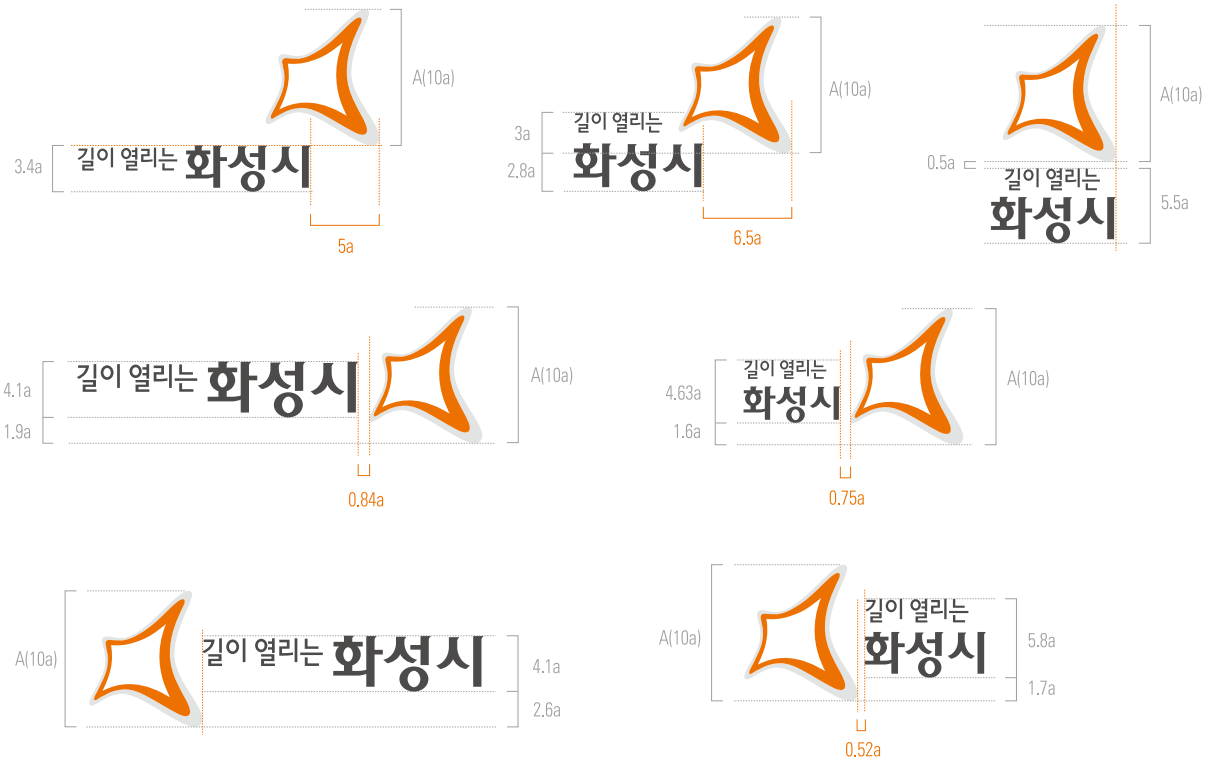 A(10a)
3.4a
길이 열리는 화성시
5a
A(10a)
3a
길이 열리는
2.8a
화성시
6.5a
A(10a)
0.5a
길이 열리는
화성시
5.5a
A(10a)
4.1a
길이 열리는 화성시
1.9a
0.84a
A(10a)
4.63a
길이 열리는
화성시
1.6a
0.75a
A(10a)
길이 열리는 화성시
4.1a
2.6a
A(10a)
길이 열리는
화성시
5.8a
1.7a
0.52a